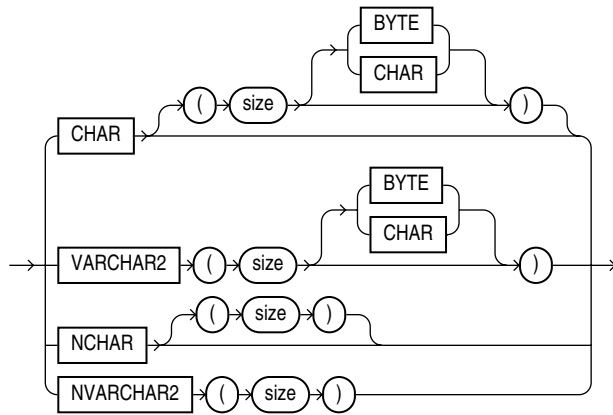 BYTE
CHAR
( size )
CHAR
BYTE
CHAR
VARCHAR2 ( size )
( size )
NCHAR
NVARCHAR2 ( size )